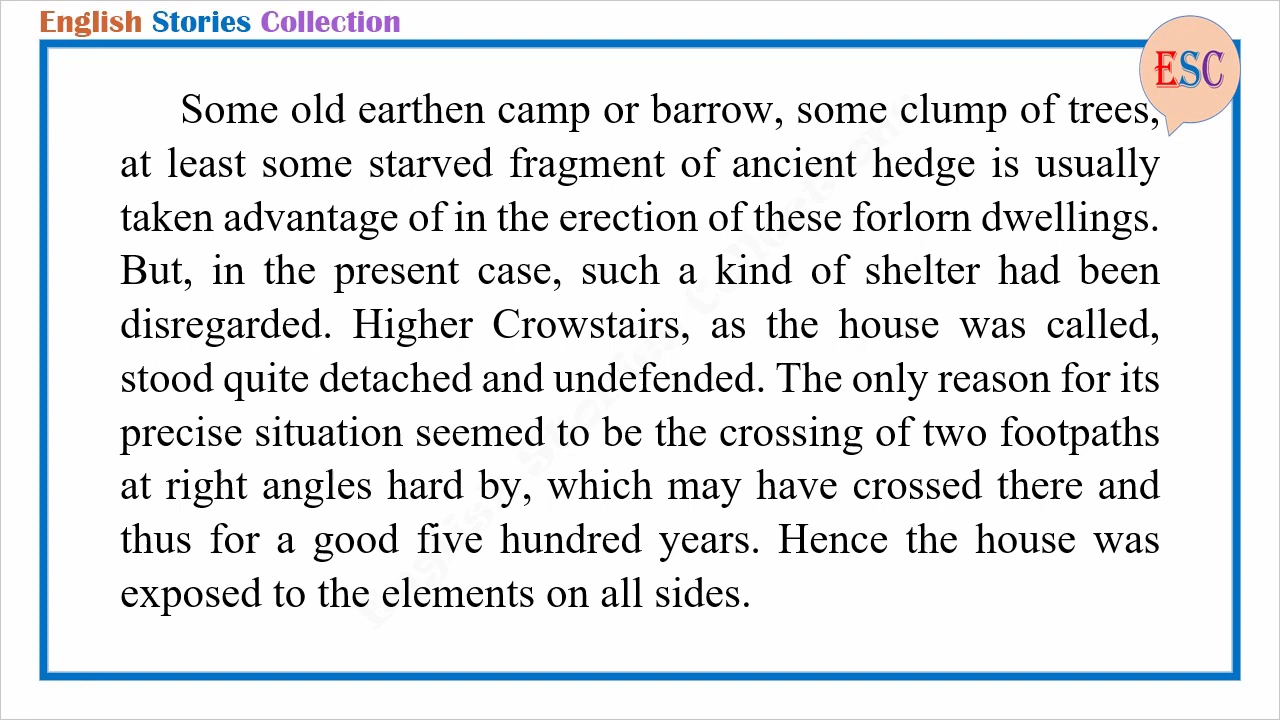 English Stories Collection
ESC
Some old earthen camp or barrow, some clump of trees,
at least some starved fragment of ancient hedge is usually
taken advantage of in the erection of these forlorn dwellings.
But, in the present case, such a kind of shelter had been
disregarded. Higher Crowstairs, as the house was called,
stood quite detached and undefended. The only reason for its
precise situation seemed to be the crossing of two footpaths
at right angles hard by, which may have crossed there and
thus for a good five hundred years. Hence the house was
exposed to the elements on all sides.